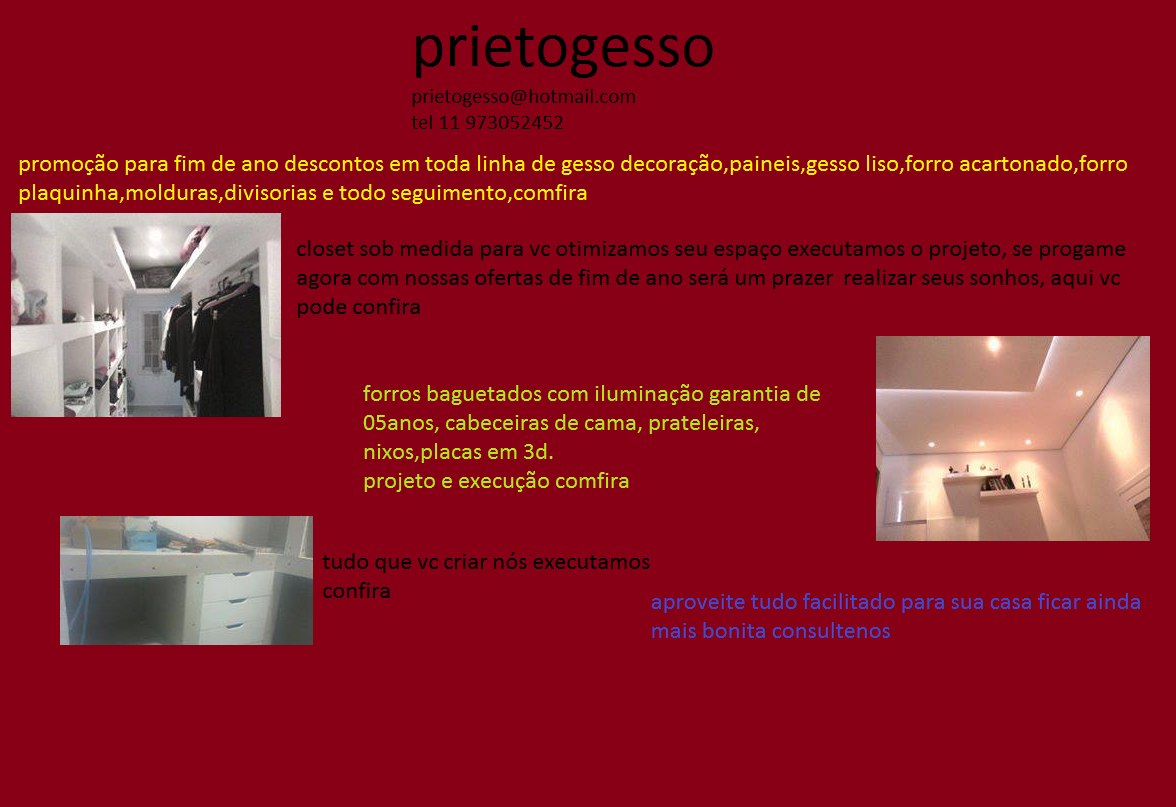 prietogesso
prietogesso@hotmail.com
tel 11 973052452
promoção para fim de ano descontos em toda linha de gesso decoração,paineis,gesso liso,forro acartonado,forro
plaquinha,molduras,divisorias e todo seguimento,comfira
closet sob medida para vc otimizamos seu espaço executamos o projeto, se progame
agora com nossas ofertas de fim de ano será um prazer  realizar seus sonhos, aqui vc
pode confira
forros baguetados com iluminação garantia de
05anos, cabeceiras de cama, prateleiras,
nixos,placas em 3d.
projeto e execução comfira
tudo que vc criar nós executamos
confira
aproveite tudo facilitado para sua casa ficar ainda
mais bonita consultenos